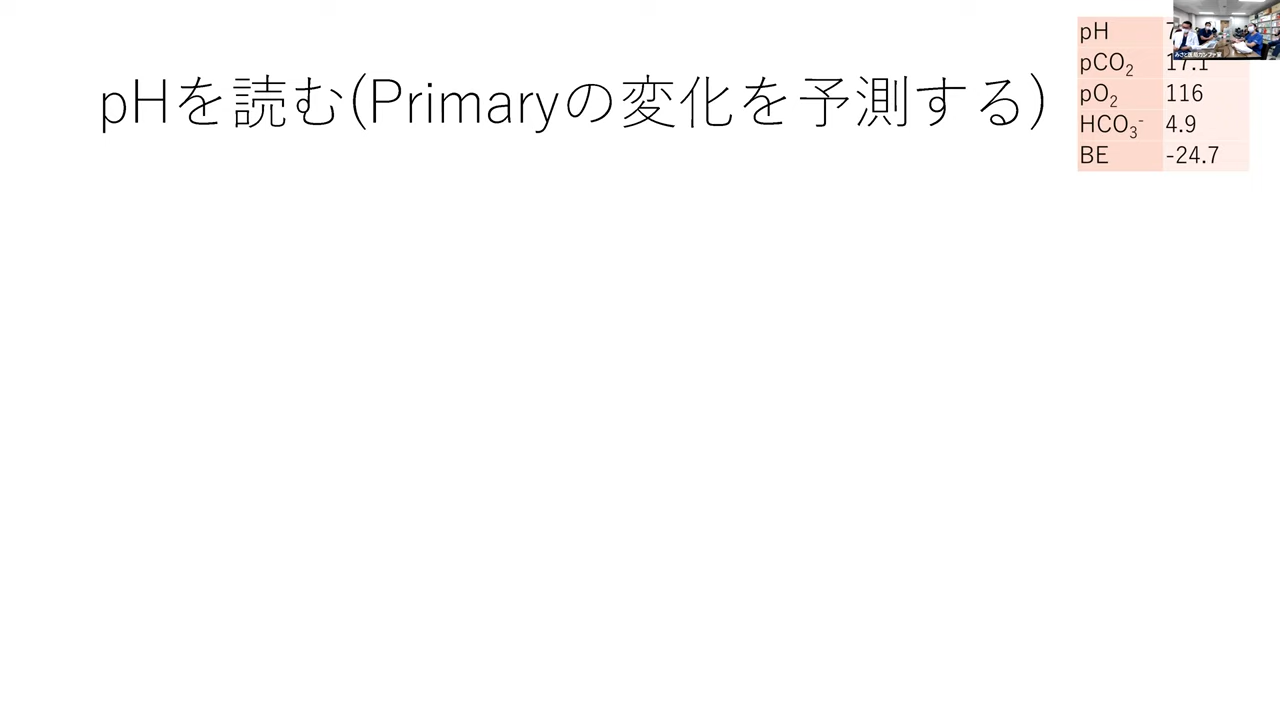 pHを読む(Primaryの変化を予測する)
pH 7
pCO2 17.1
pO2 116
HCO3- 4.9
BE -24.7